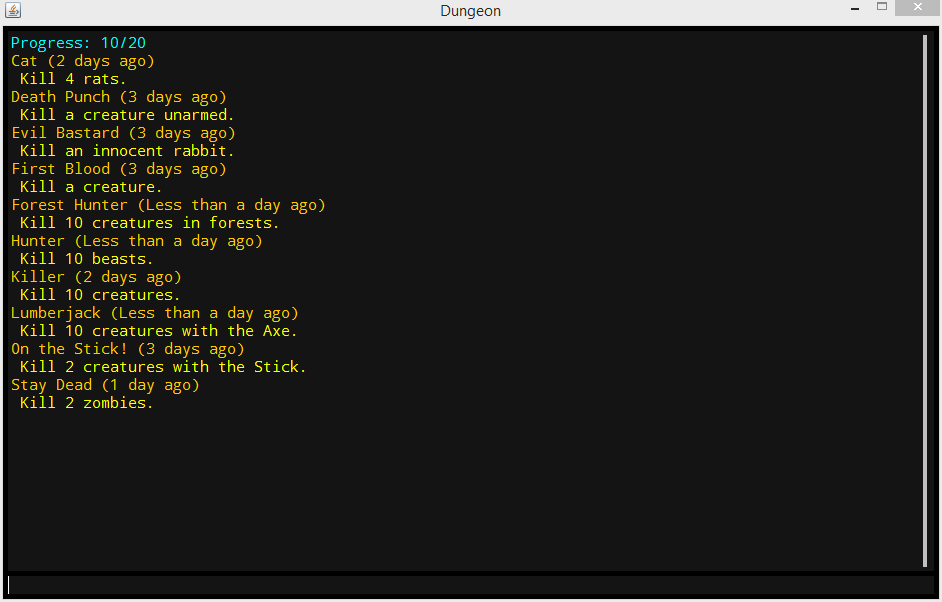 Dungeon
Progress: 10/20
Cat (2 days ago)
Kill 4 rats.
Death Punch (3 days ago)
Kill a creature unarmed.
Evil Bastard (3 days ago)
Kill an innocent rabbit.
First Blood (3 days ago)
Kill a creature.
Forest Hunter (Less than a day ago)
Kill 10 creatures in forests.
Hunter (Less than a day ago)
Kill 10 beasts.
Killer (2 days ago)
Kill 10 creatures.
Lumberjack (Less than a day ago)
Kill 10 creatures with the Axe.
On the Stick! (3 days ago)
Kill 2 creatures with the Stick.
Stay Dead (1 day ago)
Kill 2 zombies.